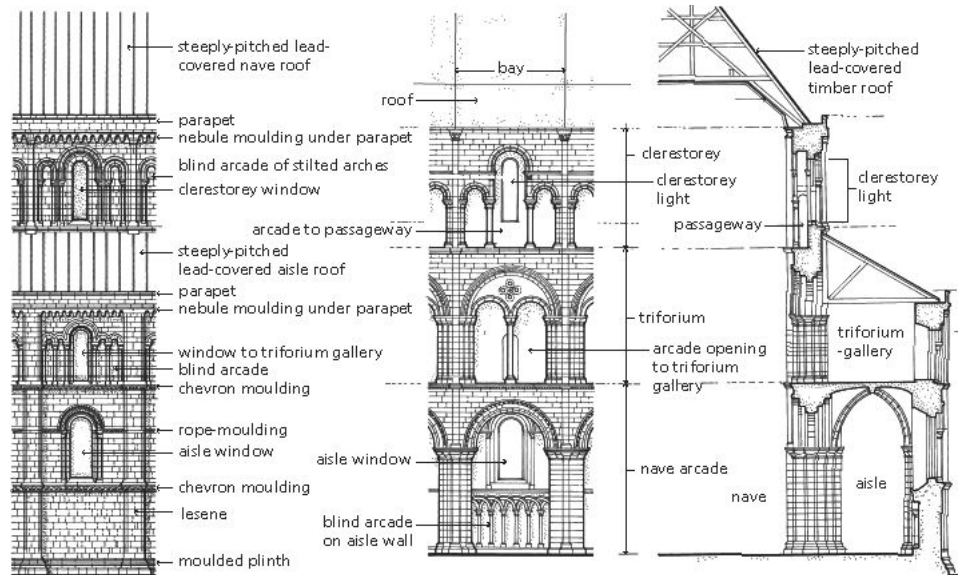 steeply-pitched lead-
covered nave roof
parapet
nebule moulding under parapet
blind arcade of stilted arches
clerestorey window
steeply-pitched
lead-covered aisle roof
parapet
nebule moulding under parapet
window to triforium gallery
blind arcade
chevron moulding
rope-moulding
aisle window
chevron moulding
lesene
moulded plinth
bay
roof
clerestorey
clerestorey
light
arcade to passageway
triforium
arcade opening
to triforium
gallery
aisle window
nave arcade
blind arcade
on aisle wall
steeply-pitched
lead-covered
timber roof
clerestorey
light
passageway
triforium
-gallery
nave
aisle